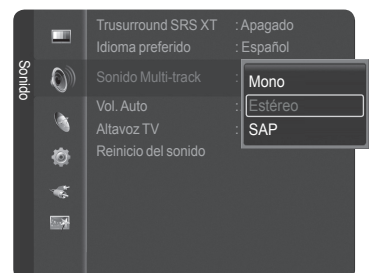 Sonido
Trusurround SRS XT : Apagado
Idioma preferido : Español
Sonido Multi-track :
Mono
Estéreo
SAP
Vol. Auto :
Altavoz TV :
Reinicio del sonido